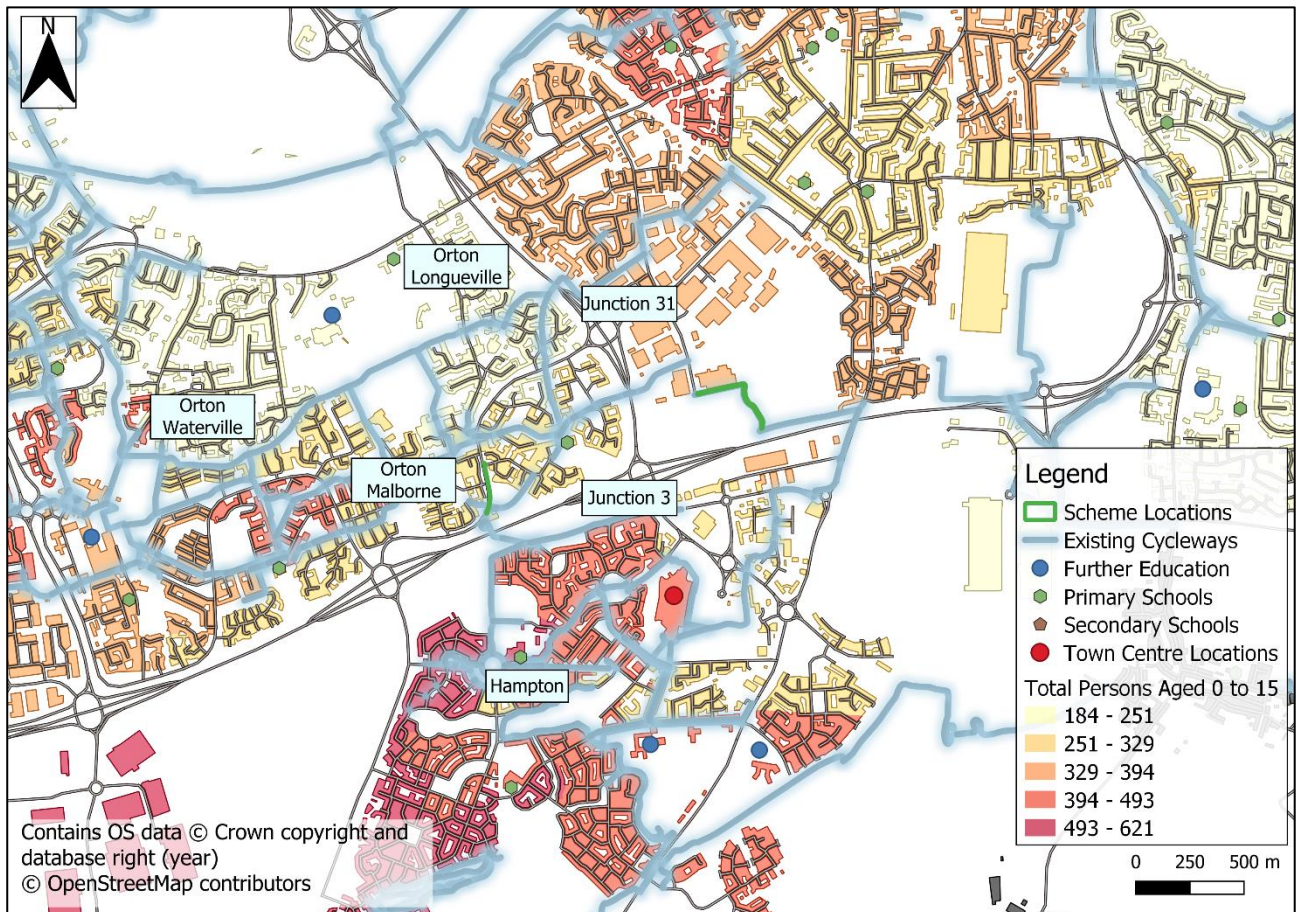 N
Orton
Longueville
Junction 31
Orton
Waterville
Orton
Malborne
Junction 3
Hampton
Legend
Scheme Locations
Existing Cycleways
Further Education
Primary Schools
Secondary Schools
Town Centre Locations
Total Persons Aged 0 to 15
184 - 251
251 - 329
329 - 394
394 - 493
493 - 621
0 250 500 m
Contains OS data © Crown copyright and
database right (year)
© OpenStreetMap contributors